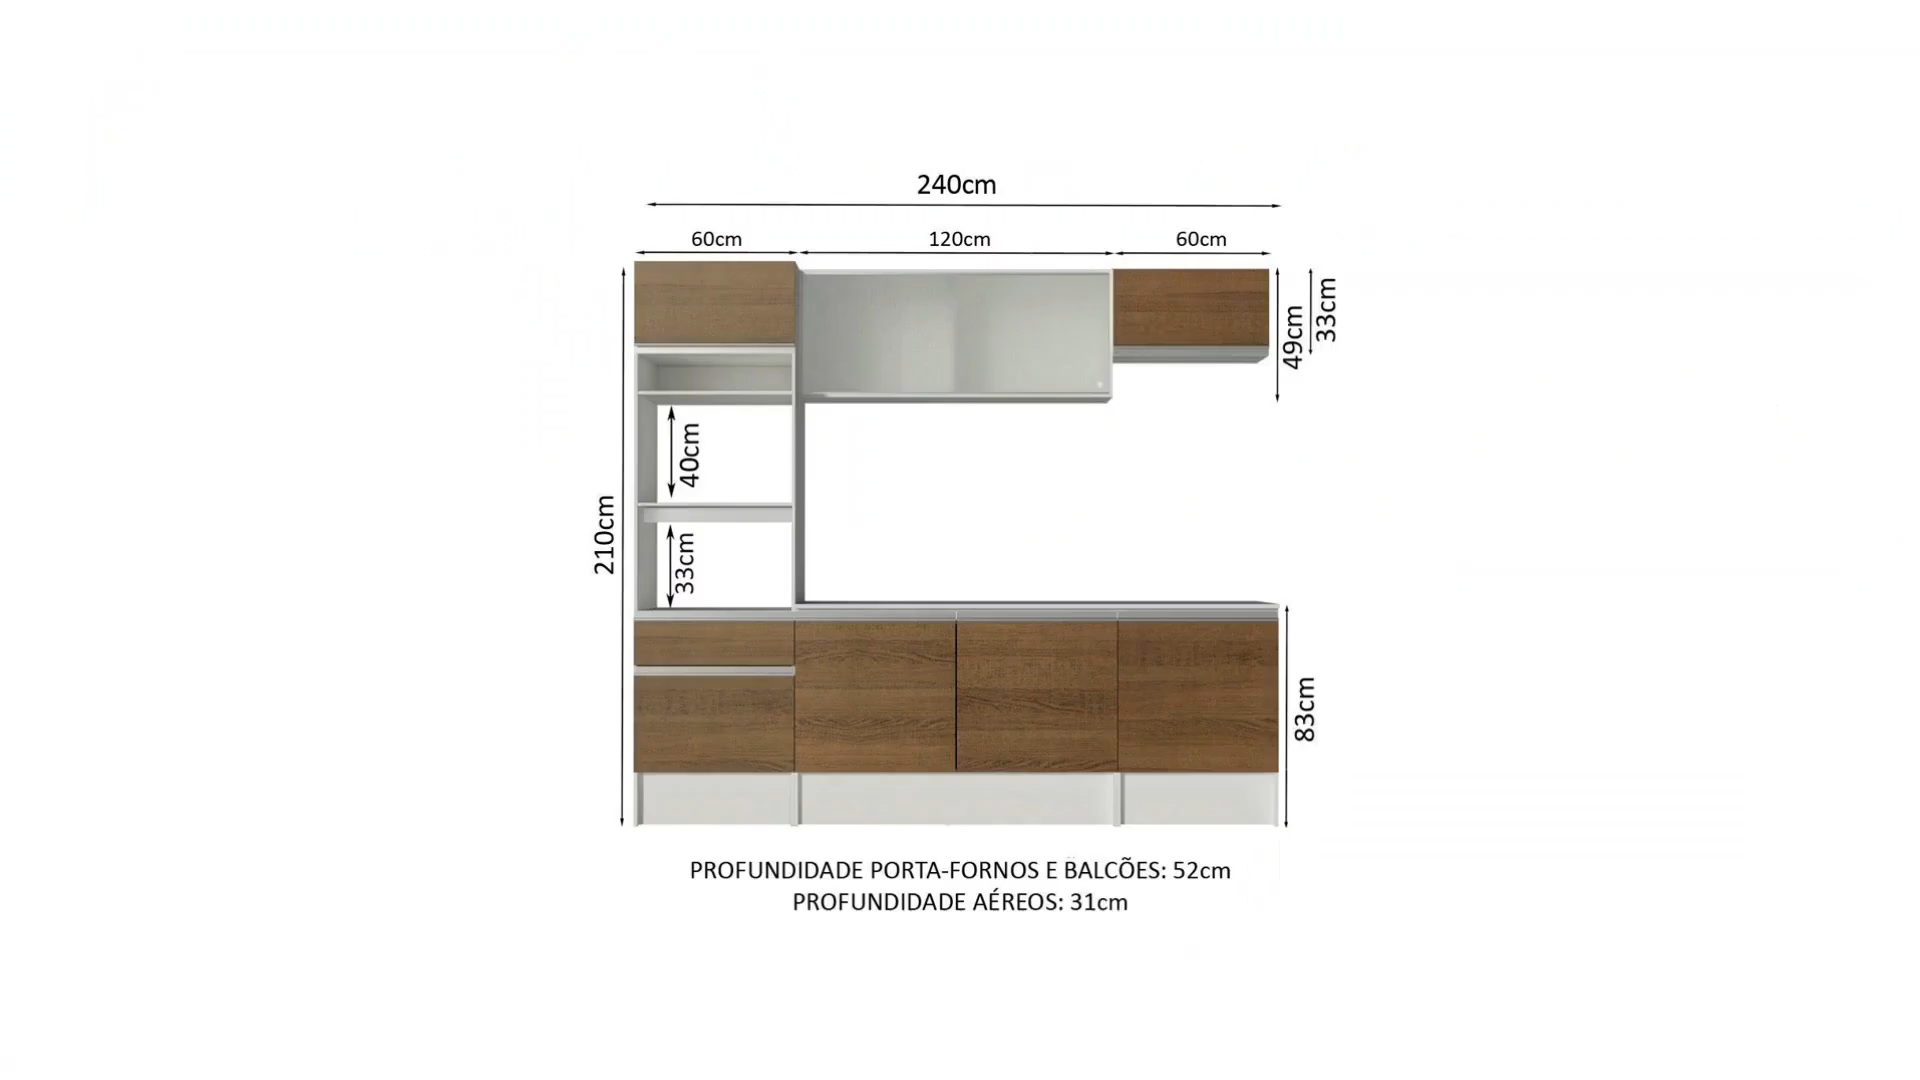 240cm
60cm
120cm
60cm
33cm
49cm
40cm
210cm
33cm
83cm
PROFUNDIDADE PORTA-FORNOS E BALCÕES: 52cm
PROFUNDIDADE AÉREOS: 31cm